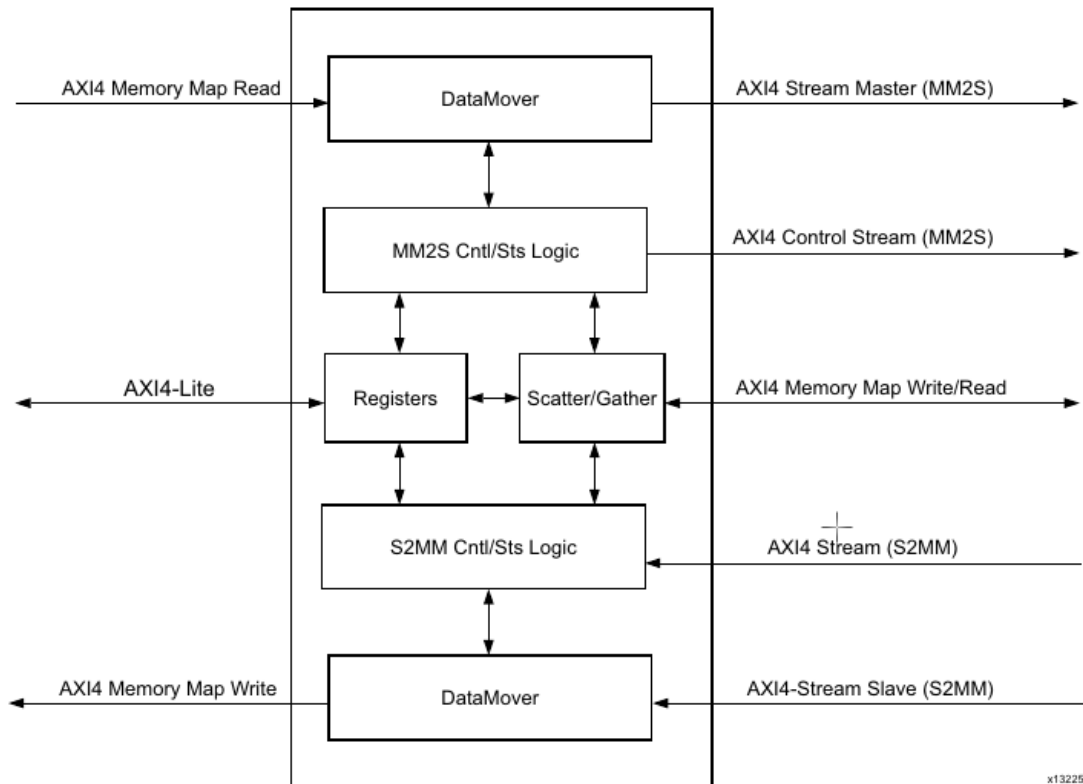 AXI4 Memory Map Read
DataMover
AXI4 Stream Master (MM2S)
MM2S Cntl/Sts Logic
AXI4 Control Stream (MM2S)
AXI4-Lite
Registers
Scatter/Gather
AXI4 Memory Map Write/Read
S2MM Cntl/Sts Logic
AXI4 Stream (S2MM)
AXI4 Memory Map Write
DataMover
AXI4-Stream Slave (S2MM)
x13225